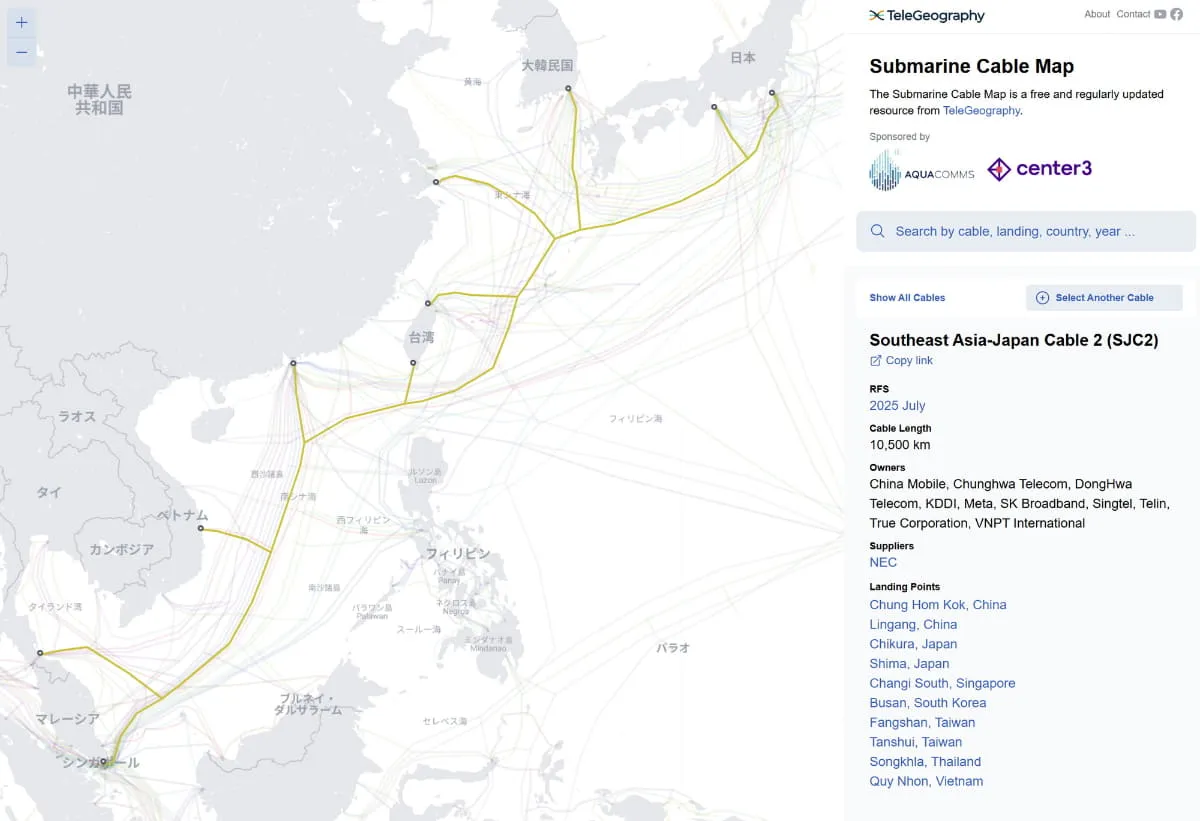 +
−
中華人民
共和国
大韓民国
日本
黄海
東シナ海
台湾
フィリピン海
ラオス
タイ
ベトナム
カンボジア
西沙諸島
南シナ海
ルソン島
Luzon
西フィリピン
海
フィリピン
パナイ島
Panay
ネグロス島
Negros
ミンダナオ島
Mindanao
南沙諸島
パラワン島
Palawan
スールー海
タイランド湾
パラオ
マレーシア
ブルネイ・
ダルサラーム
セレベス海
シンガポール
TeleGeography
About Contact
Submarine Cable Map
The Submarine Cable Map is a free and regularly updated
resource from TeleGeography.
Sponsored by
AQUACOMMS
center3
Search by cable, landing, country, year ...
Show All Cables
Select Another Cable
Southeast Asia-Japan Cable 2 (SJC2)
Copy link
RFS
2025 July
Cable Length
10,500 km
Owners
China Mobile, Chunghwa Telecom, DongHwa
Telecom, KDDI, Meta, SK Broadband, Singtel, Telin,
True Corporation, VNPT International
Suppliers
NEC
Landing Points
Chung Hom Kok, China
Lingang, China
Chikura, Japan
Shima, Japan
Changi South, Singapore
Busan, South Korea
Fangshan, Taiwan
Tanshui, Taiwan
Songkhla, Thailand
Quy Nhon, Vietnam